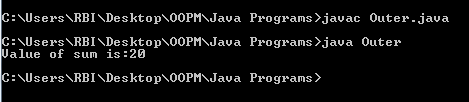 C:\Users\RBI\Desktop\OOPM\Java Programs>javac Outer.java
C:\Users\RBI\Desktop\OOPM\Java Programs>java Outer
Value of sum is:20
C:\Users\RBI\Desktop\OOPM\Java Programs>